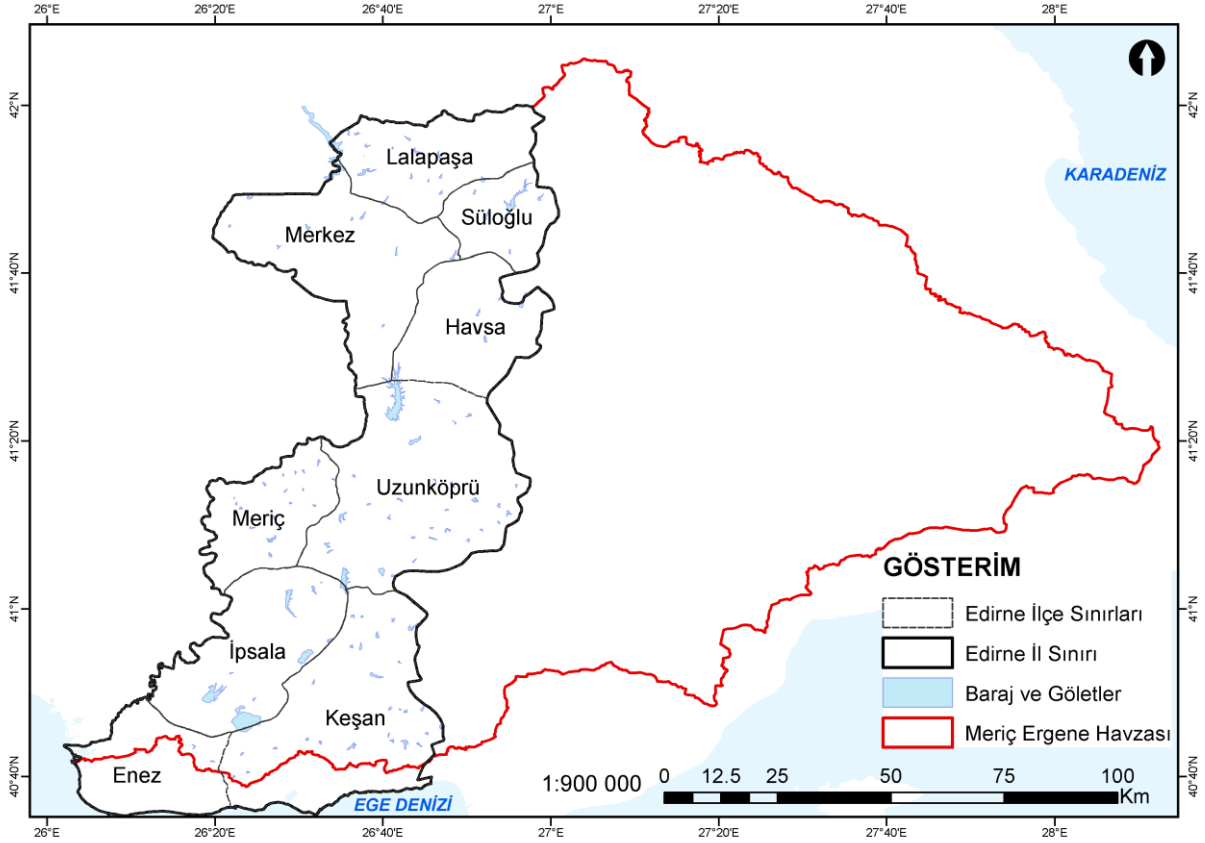 26°E 26°20'E 26°40'E 27°E 27°20'E 27°40'E 28°E
42°N 42°N
Lalapaşa
KARADENİZ
Süloğlu
Merkez
41°40'N 41°40'N
Havsa
41°20'N 41°20'N
Uzunköprü
Meriç
GÖSTERİM
41°N 41°N
Edirne İlçe Sınırları
İpsala
Edirne İl Sınırı
Baraj ve Göletler
Keşan
Meriç Ergene Havzası
Enez
40°40'N 40°40'N
1:900 000 0 12.5 25 50 75 100
Km
EGE DENİZİ
26°E 26°20'E 26°40'E 27°E 27°20'E 27°40'E 28°E